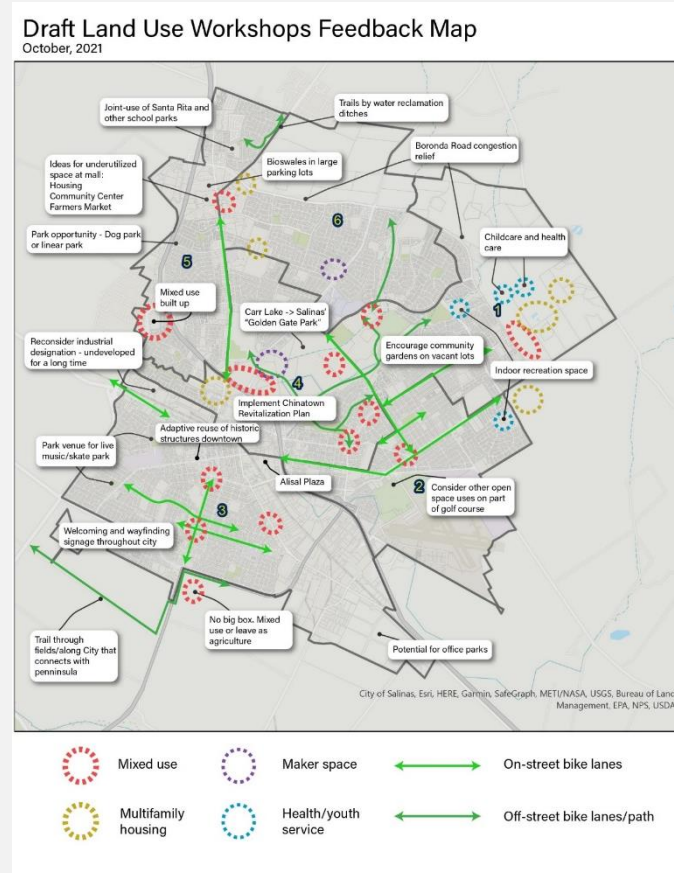 Draft Land Use Workshops Feedback Map
October, 2021
Joint-use of Santa Rita and
other school parks
Trails by water reclamation
ditches
Boronda Road congestion
relief
Ideas for underutilized
space at mall:
Housing
Community Center
Farmers Market
Bioswales in large
parking lots
6
Park opportunity - Dog park
or linear park
5
Childcare and health
care
Mixed use
built up
Carr Lake -> Salinas'
"Golden Gate Park"
1
Reconsider industrial
designation - undeveloped
for a long time
Encourage community
gardens on vacant lots
Indoor recreation space
4
Implement Chinatown
Revitalization Plan
Adaptive reuse of historic
structures downtown
Park venue for live
music/skate park
Alisal Plaza
2
Consider other open
space uses on part
of golf course
3
Welcoming and wayfinding
signage throughout city
No big box. Mixed
use or leave as
agriculture
Trail through
fields/along City that
connects with
penninsula
Potential for office parks
City of Salinas, Esri, HERE, Garmin, SafeGraph, METI/NASA, USGS, Bureau of Land
Management, EPA, NPS, USDA
Mixed use
Maker space
On-street bike lanes
Multifamily
housing
Health/youth
service
Off-street bike lanes/path